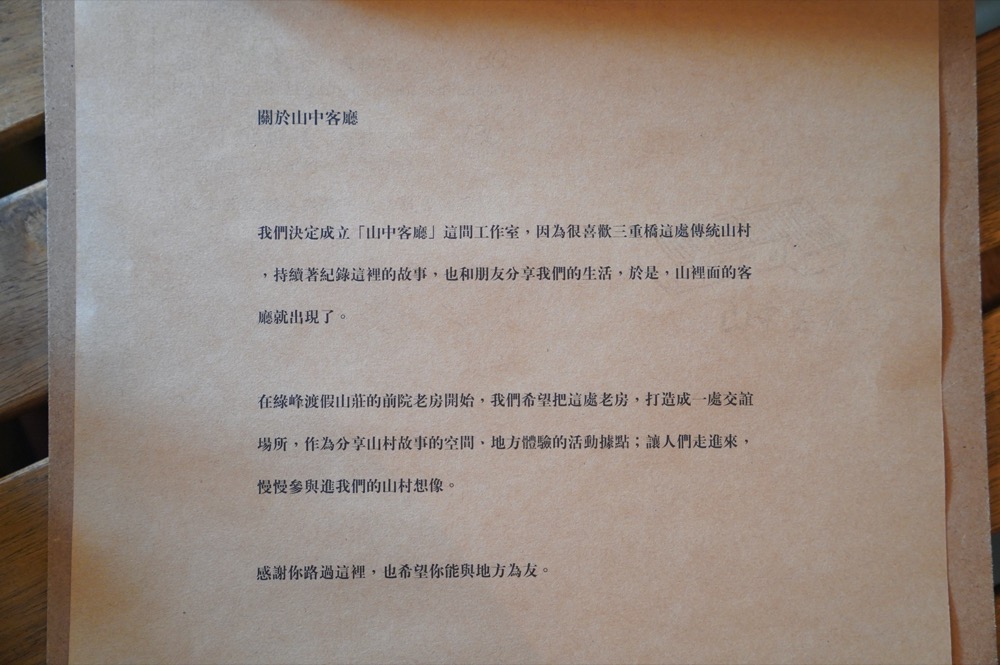 關於山中客廳
我們決定成立「山中客廳」這間工作室，因為很喜歡三重橋這處傳統山村
，持續著紀錄這裡的故事，也和朋友分享我們的生活，於是，山裡面的客
廳就出現了。
在綠峰渡假山莊的前院老房開始，我們希望把這處老房，打造成一處交誼
場所，作為分享山村故事的空間、地方體驗的活動據點；讓人們走進來，
慢慢參與進我們的山村想像。
感謝你路過這裡，也希望你能與地方為友。